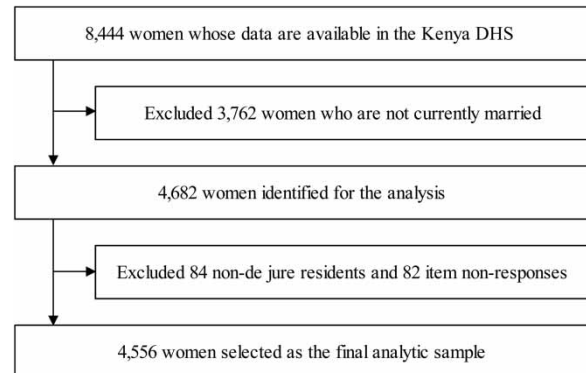 8,444 women whose data are available in the Kenya DHS
Excluded 3,762 women who are not currently married
4,682 women identified for the analysis
Excluded 84 non-de jure residents and 82 item non-responses
4,556 women selected as the final analytic sample